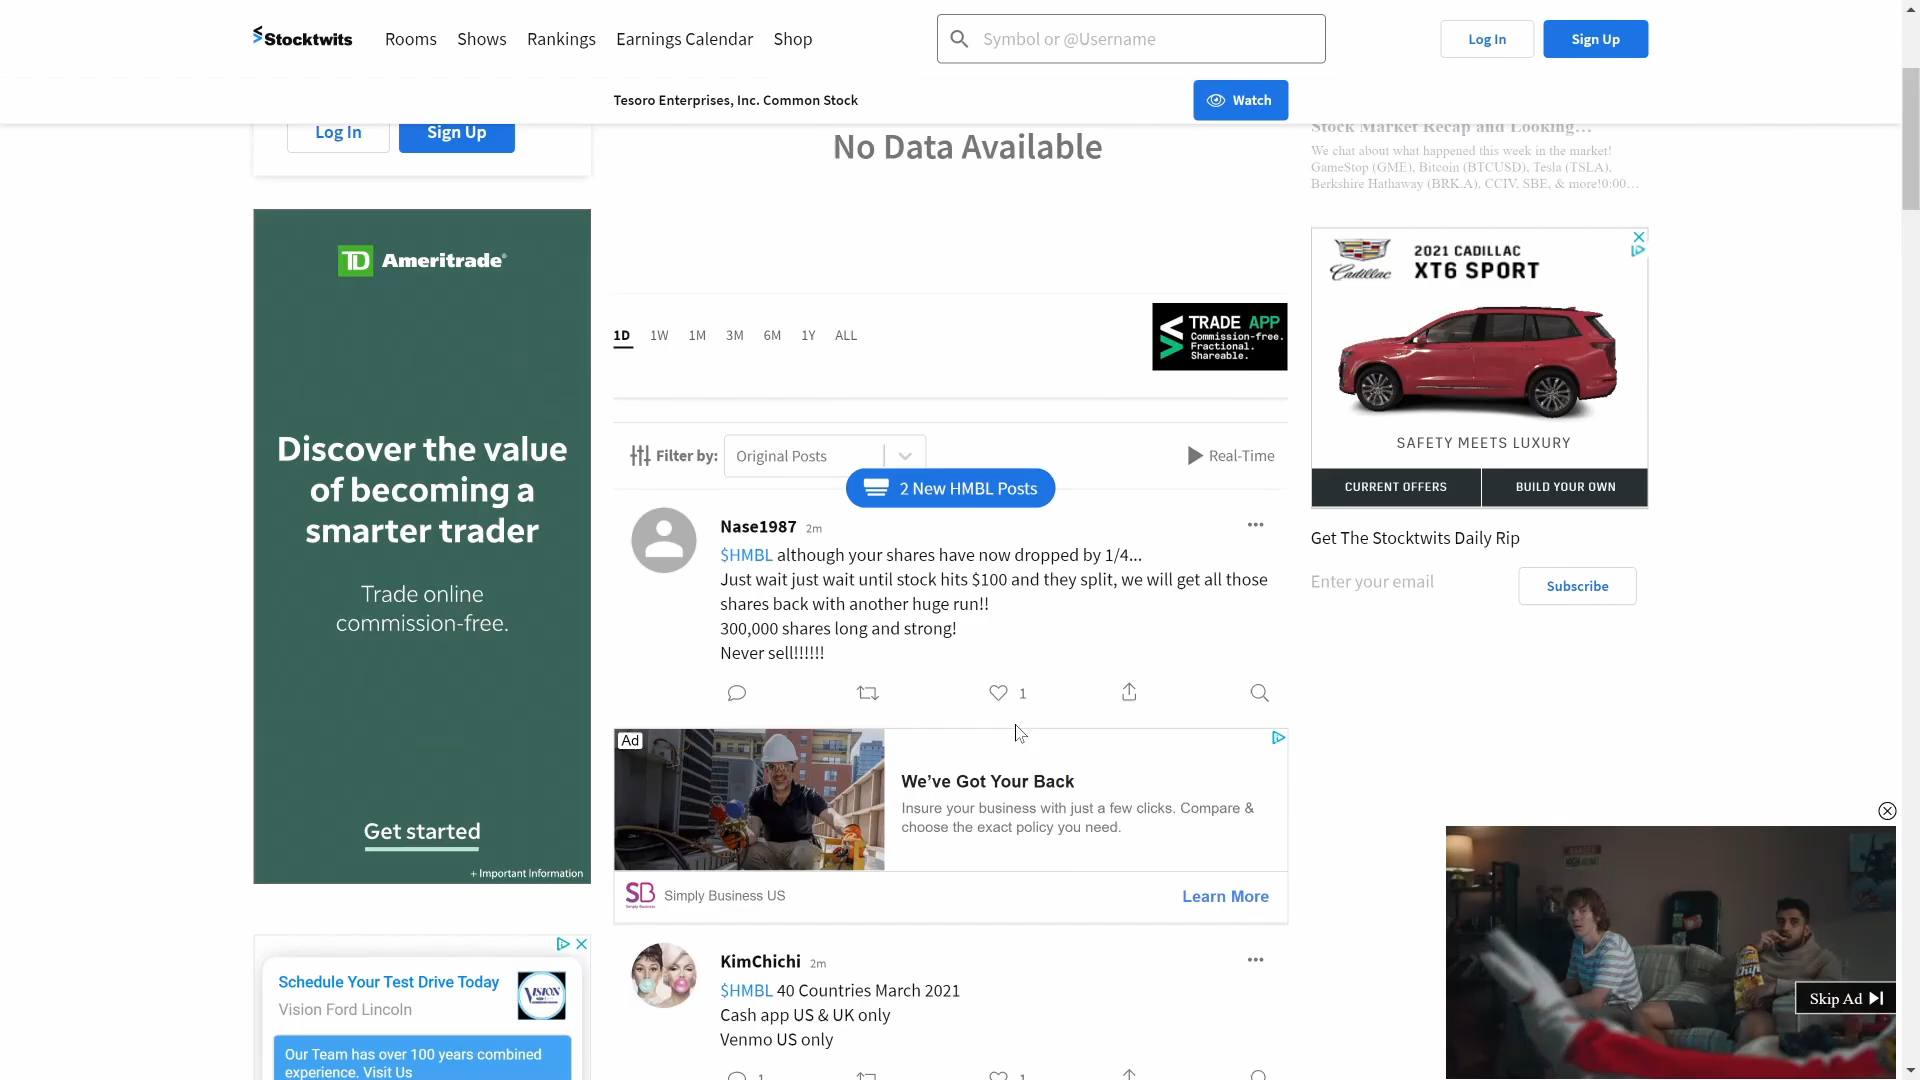 Stocktwits
Rooms
Shows
Rankings
Earnings Calendar
Shop
Symbol or @Username
Log In
Sign Up
Tesoro Enterprises, Inc. Common Stock
Watch
Log In
Sign Up
No Data Available
Stock Market Recap and Looking…
We chat about what happened this week in the market!
GameStop (GME), Bitcoin (BTCUSD), Tesla (TSLA),
Berkshire Hathaway (BRK.A), CCIV, SBE, & more!0:00…
TD Ameritrade
Discover the value
of becoming a
smarter trader
Trade online
commission-free.
Get started
+ Important Information
1D 1W 1M 3M 6M 1Y ALL
TRADE APP
Commission-free.
Fractional.
Shareable.
Filter by:
Original Posts
Real-Time
2 New HMBL Posts
Nase1987 2m
$HMBL although your shares have now dropped by 1/4...
Just wait just wait until stock hits $100 and they split, we will get all those
shares back with another huge run!!
300,000 shares long and strong!
Never sell!!!!!!
1
Ad
We've Got Your Back
Insure your business with just a few clicks. Compare &
choose the exact policy you need.
SB
Simply Business US
Learn More
KimChichi 2m
$HMBL 40 Countries March 2021
Cash app US & UK only
Venmo US only
1
1
Cadillac
2021 CADILLAC
XT6 SPORT
SAFETY MEETS LUXURY
CURRENT OFFERS
BUILD YOUR OWN
Get The Stocktwits Daily Rip
Enter your email
Subscribe
Schedule Your Test Drive Today
Vision Ford Lincoln
VISION
Our Team has over 100 years combined
experience. Visit Us
Skip Ad